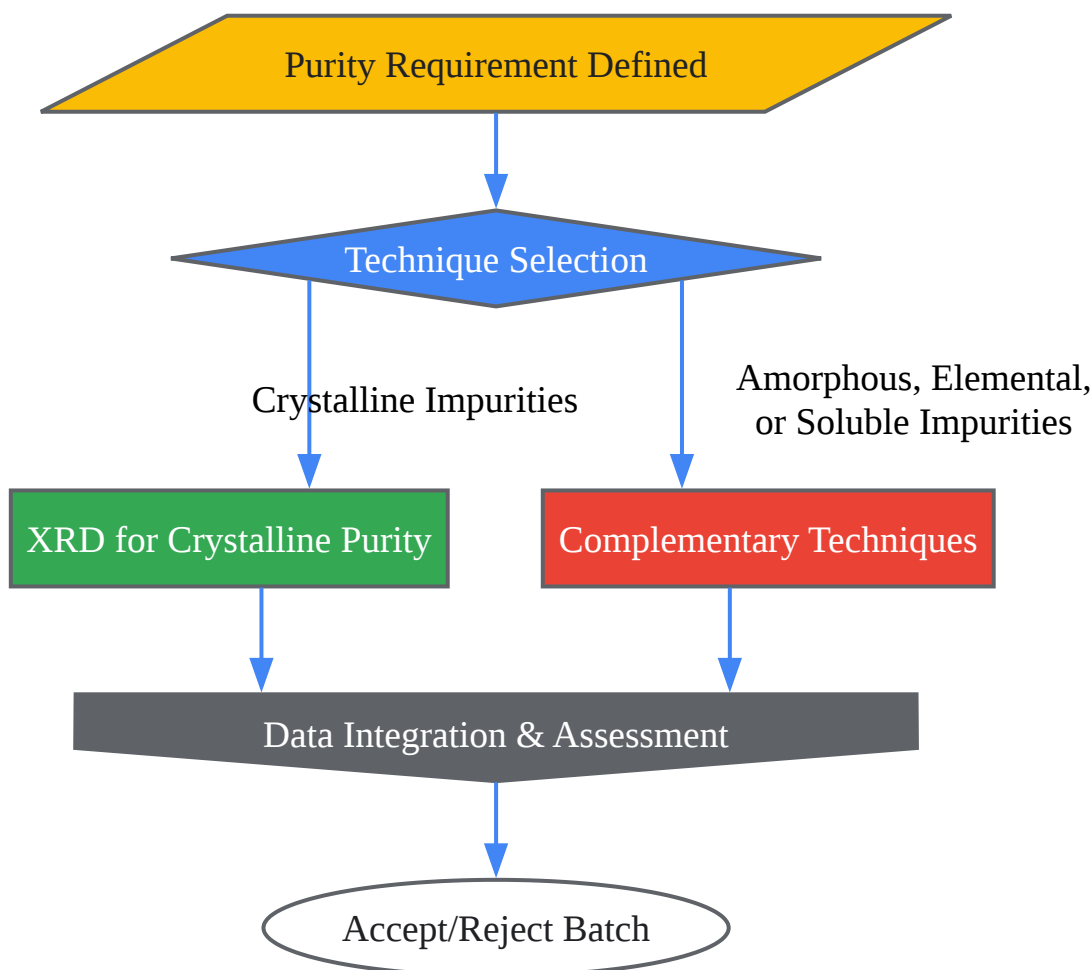 Purity Requirement Defined
Technique Selection
Crystalline Impurities
Amorphous, Elemental,
or Soluble Impurities
XRD for Crystalline Purity
Complementary Techniques
Data Integration & Assessment
Accept/Reject Batch